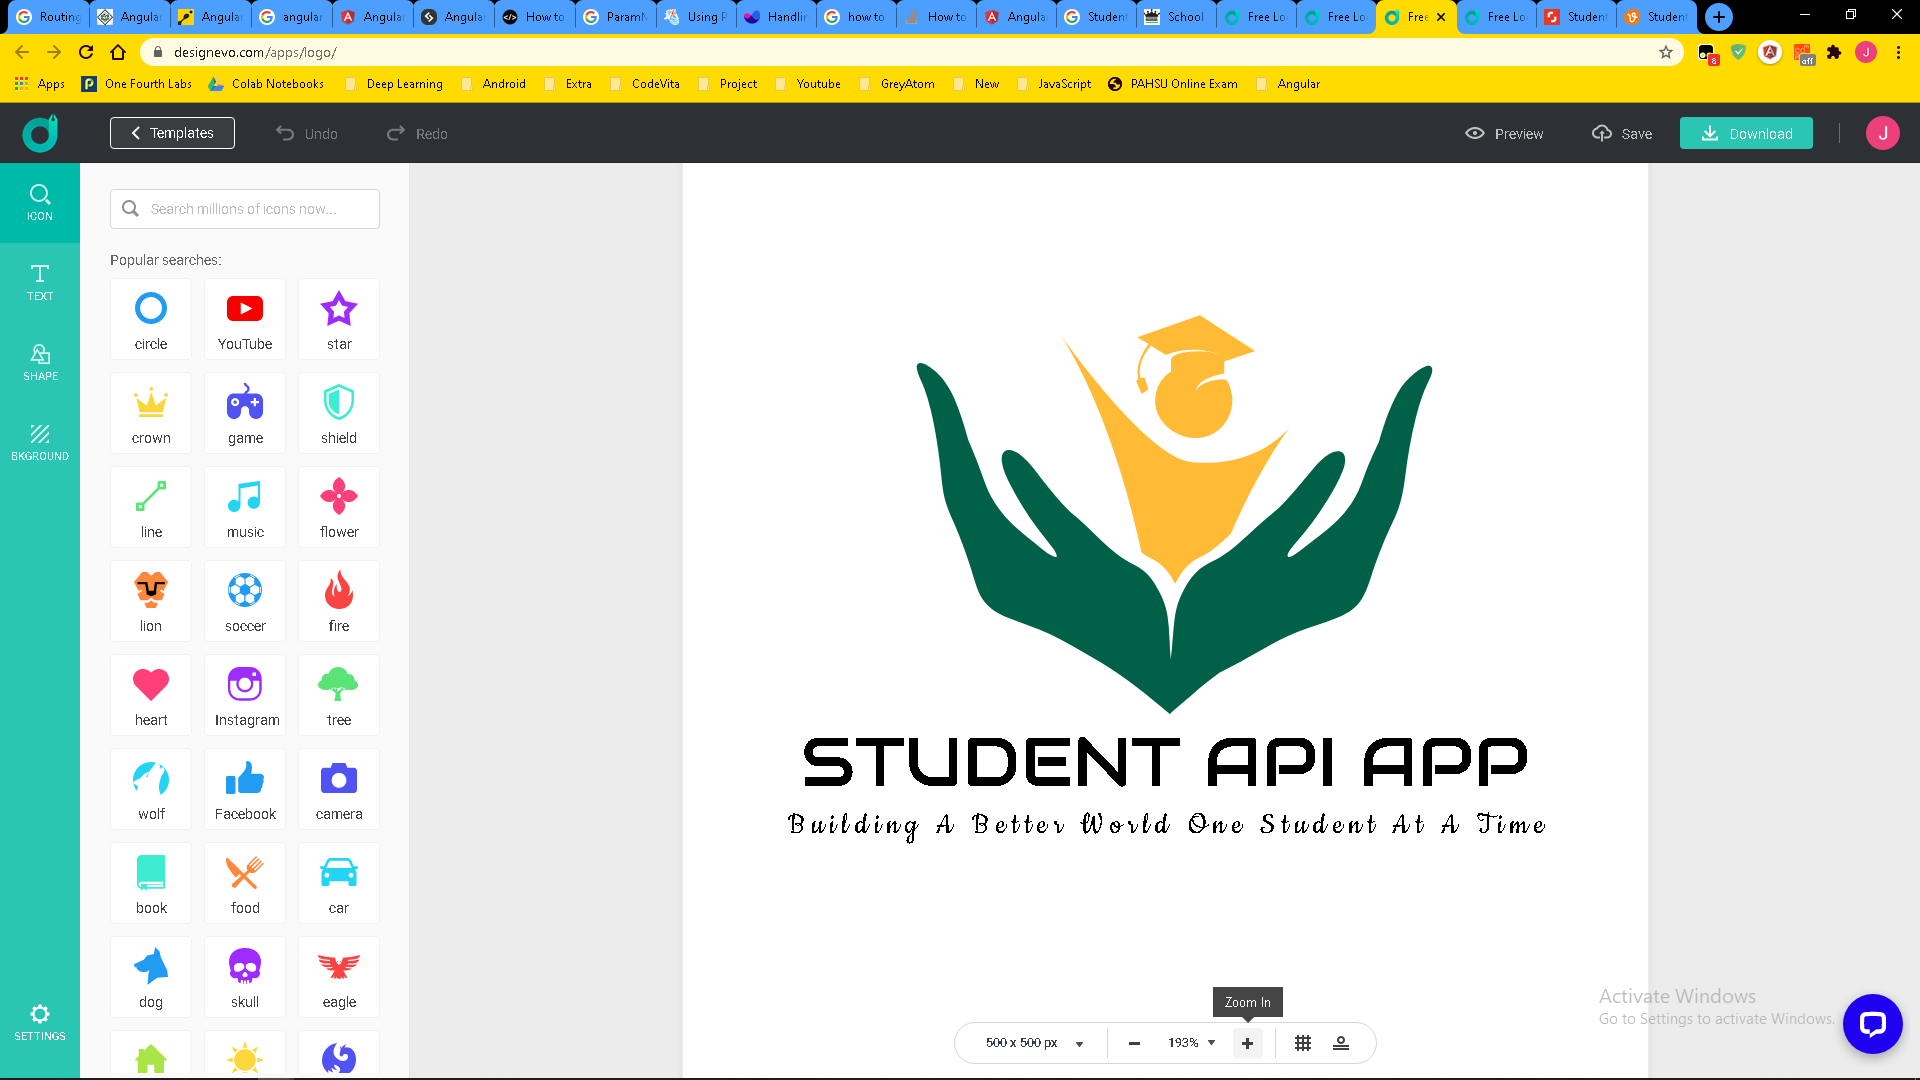 Routing
Angular
Angular
angular
Angular
Angular
How to
ParamM
Using P
Handlin
how to
How to
Angular
Student
School
Free Lo
Free Lo
Free
Free Lo
Student
Student
designevo.com/apps/logo/
8
off
J
Apps
One Fourth Labs
Colab Notebooks
Deep Learning
Android
Extra
CodeVita
Project
Youtube
GreyAtom
New
JavaScript
PAHSU Online Exam
Angular
Templates
Undo
Redo
Preview
Save
Download
J
ICON
TEXT
SHAPE
BKGROUND
SETTINGS
Search millions of icons now...
Popular searches:
circle
YouTube
star
crown
game
shield
line
music
flower
lion
soccer
fire
heart
Instagram
tree
wolf
Facebook
camera
book
food
car
dog
skull
eagle
STUDENT API APP
Building A Better World One Student At A Time
Zoom In
500 x 500 px
193%
Activate Windows
Go to Settings to activate Windows.